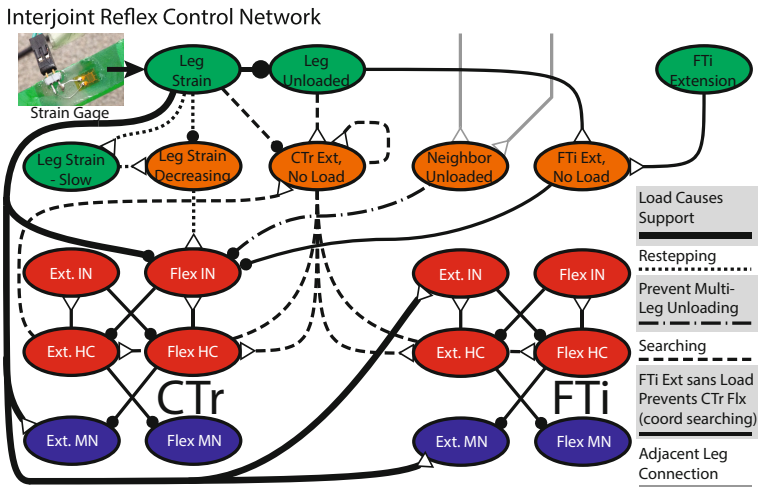 Interjoint Reflex Control Network
Strain Gage
Leg
Strain
Leg
Unloaded
FTi
Extension
Leg Strain
- Slow
Leg Strain
Decreasing
CTr Ext,
No Load
Neighbor
Unloaded
FTi Ext,
No Load
Ext. IN
Flex IN
Ext. HC
Flex HC
CTr
Ext. MN
Flex MN
Ext. IN
Flex IN
Ext. HC
Flex HC
FTi
Ext. MN
Flex MN
Load Causes
Support
Restepping
Prevent Multi-
Leg Unloading
Searching
FTi Ext sans Load
Prevents CTr Flx
(coord searching)
Adjacent Leg
Connection